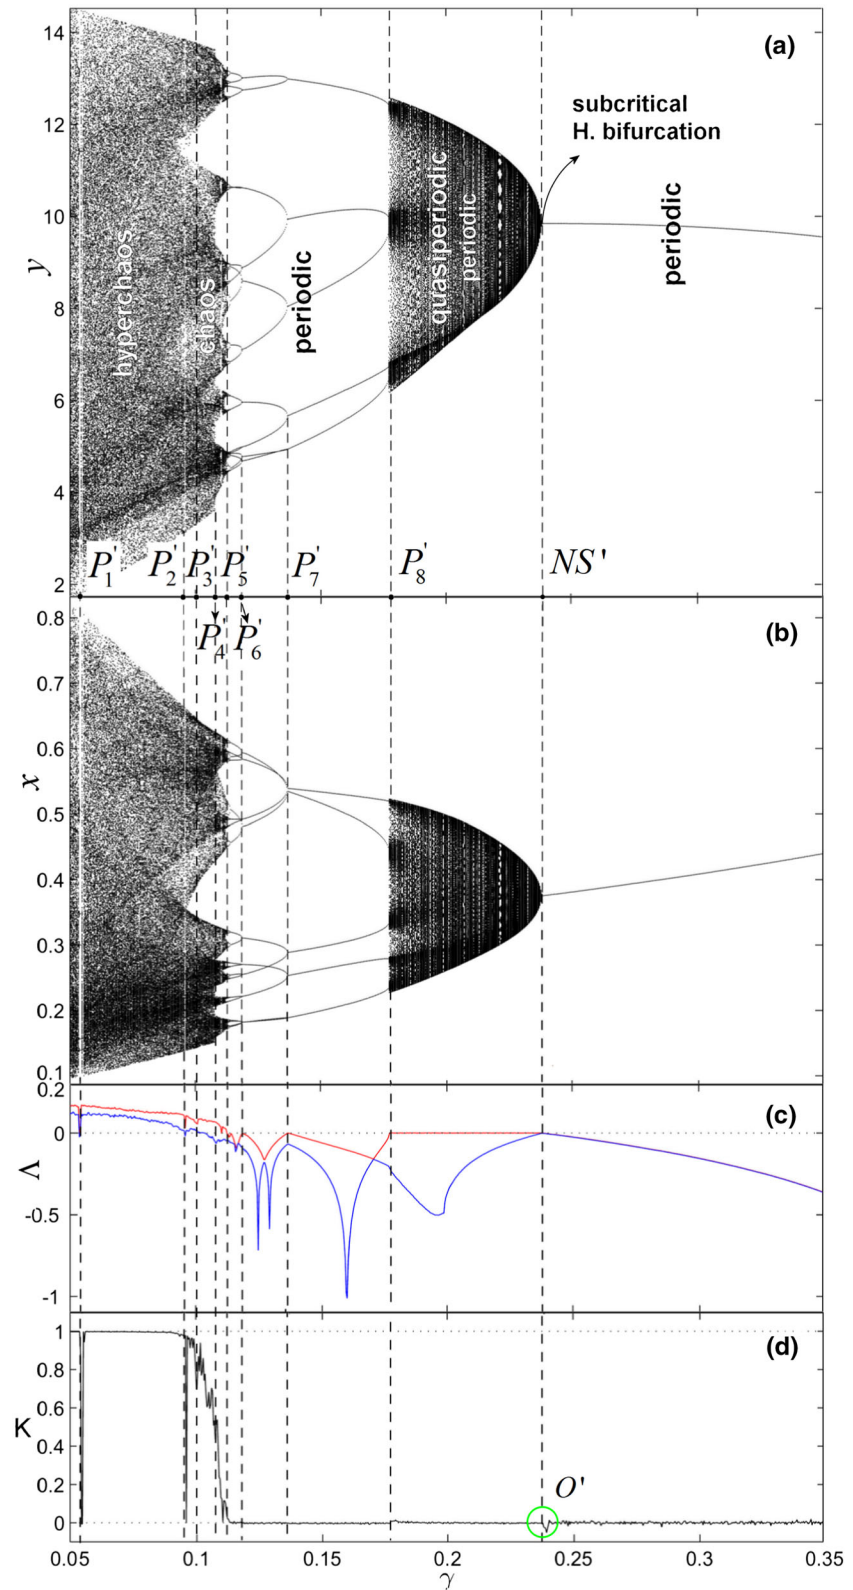 14
(a)
12
subcritical
H. bifurcation
10
y
8
6
4
2
hyperchaos
chaos
periodic
quasiperiodic
periodic
periodic
P'₁ P'₂ P'₃ P'₅ P'₇ P'₈ NS'
P'₄ P'₆
(b)
0.8
0.7
0.6
x
0.5
0.4
0.3
0.2
0.1
0.2
(c)
0
Λ
-0.5
-1
1
(d)
0.8
0.6
K
0.4
0.2
O'
0
0.05 0.1 0.15 0.2 0.25 0.3 0.35
γ